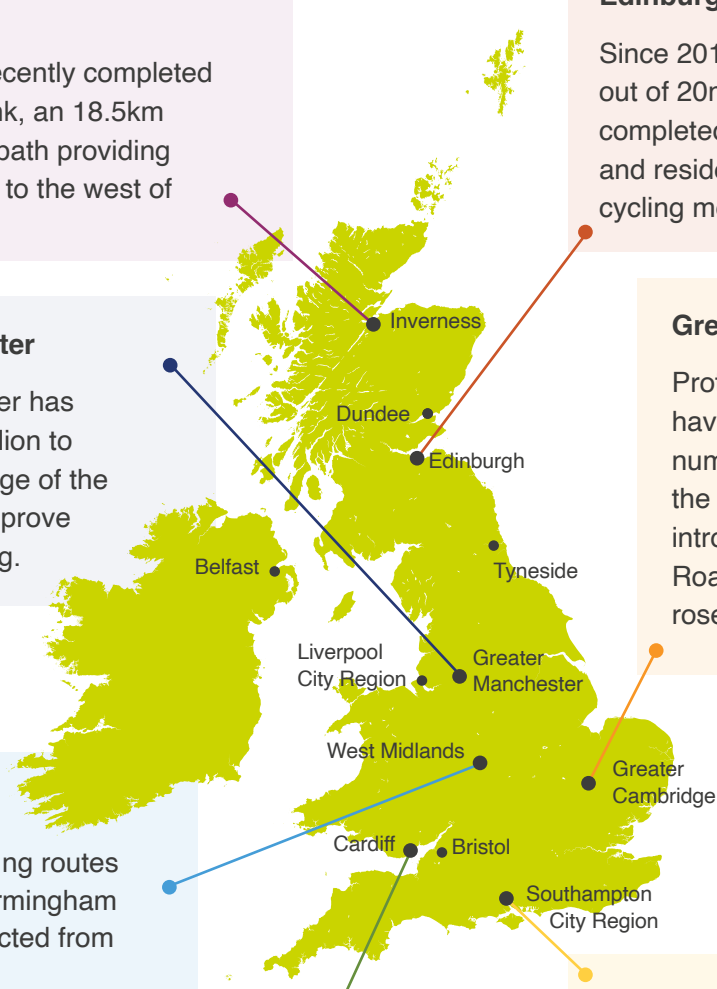 ecently completed
nk, an 18.5km
path providing
to the west of
Since 201
out of 20
completed
and reside
cycling m
ter
er has
lion to
ge of the
prove
g.
Gre
Pro
hav
num
the
intro
Roa
rose
Inverness
Dundee
Edinburgh
Belfast
Tyneside
Liverpool
City Region
Greater
Manchester
West Midlands
Greater
Cambridge
Cardiff
Bristol
Southampton
City Region
ng routes
rmingham
cted from